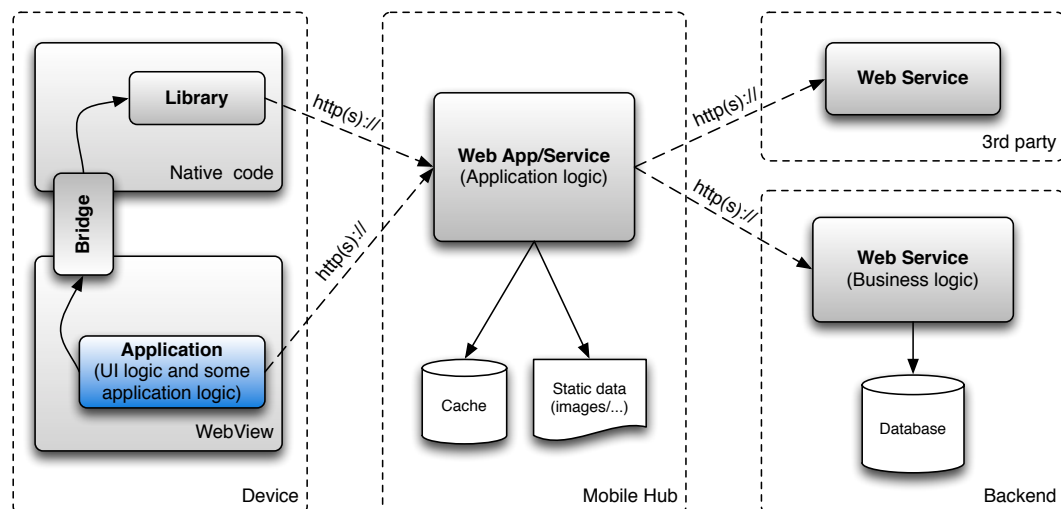 Library
Native code
Bridge
Application
(UI logic and some
application logic)
WebView
Device
http(s)://
http(s)://
Web App/Service
(Application logic)
Cache
Static data
(images/...)
Mobile Hub
http(s)://
http(s)://
Web Service
3rd party
Web Service
(Business logic)
Database
Backend